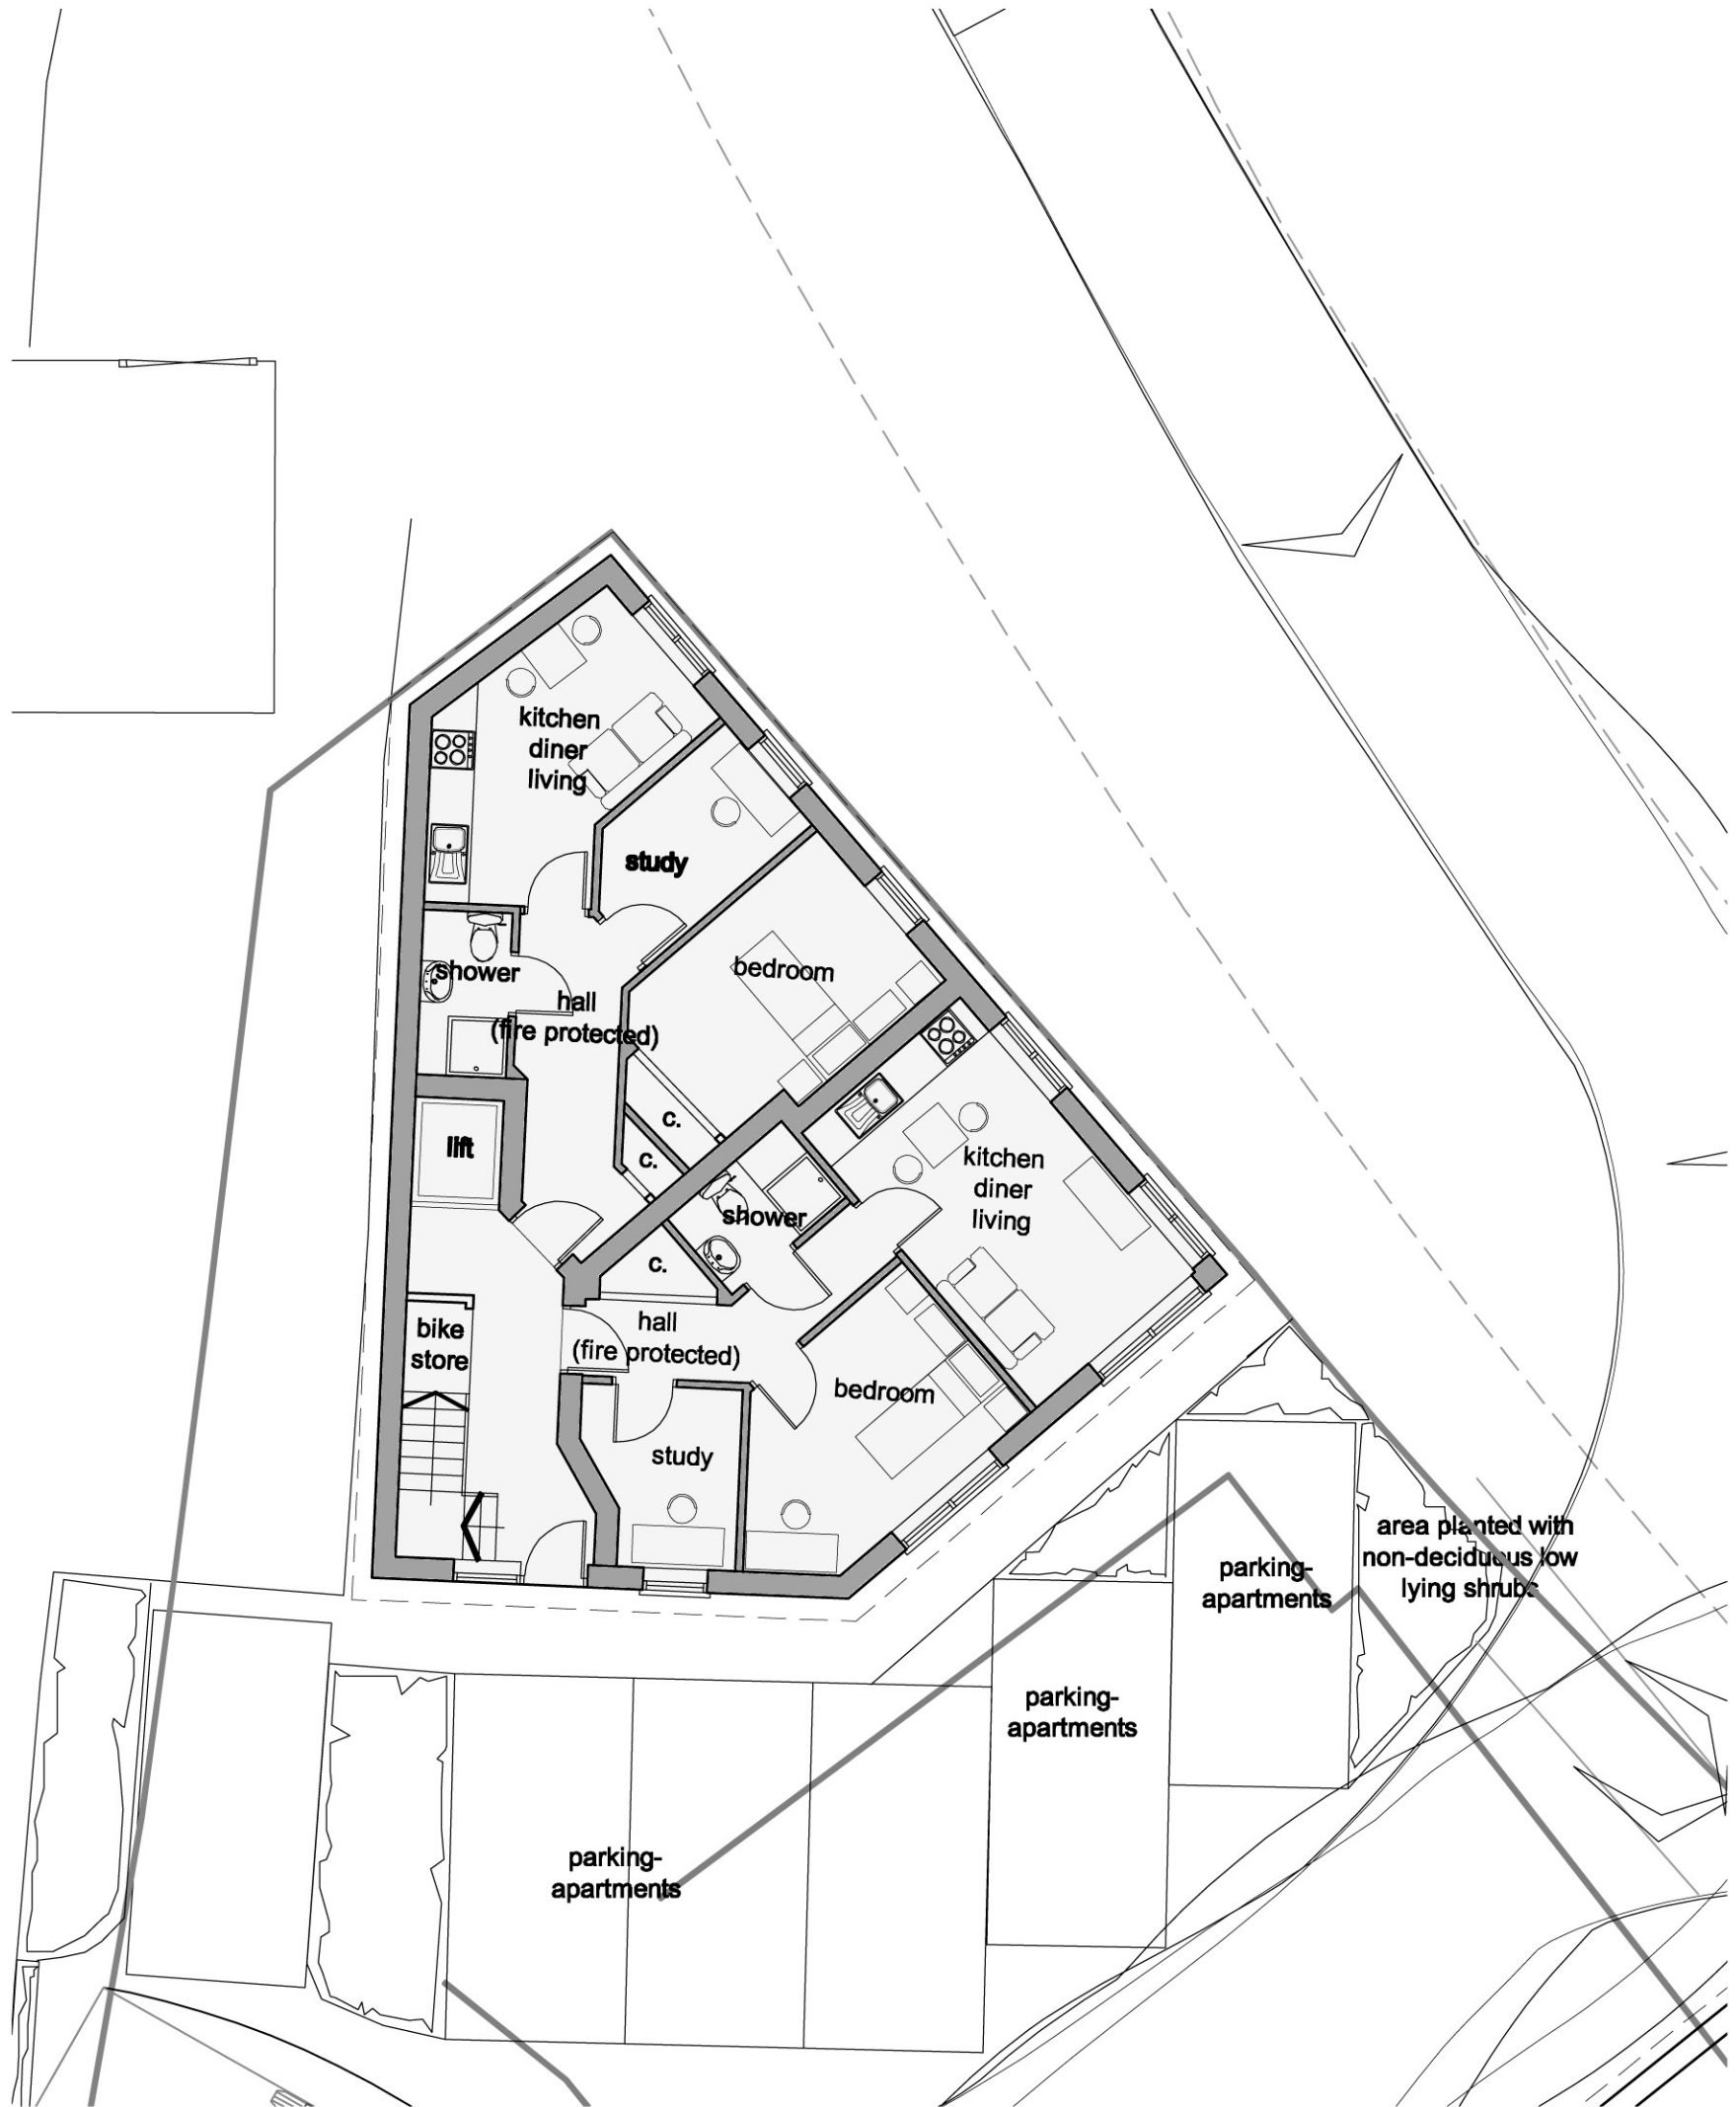 kitchen
diner
living
study
bedroom
shower
hall
(fire protected)
c.
c.
lift
kitchen
diner
living
shower
c.
hall
(fire protected)
bike
store
bedroom
study
area planted with
non-deciduous low
lying shrubs
parking-
apartments
parking-
apartments
parking-
apartments